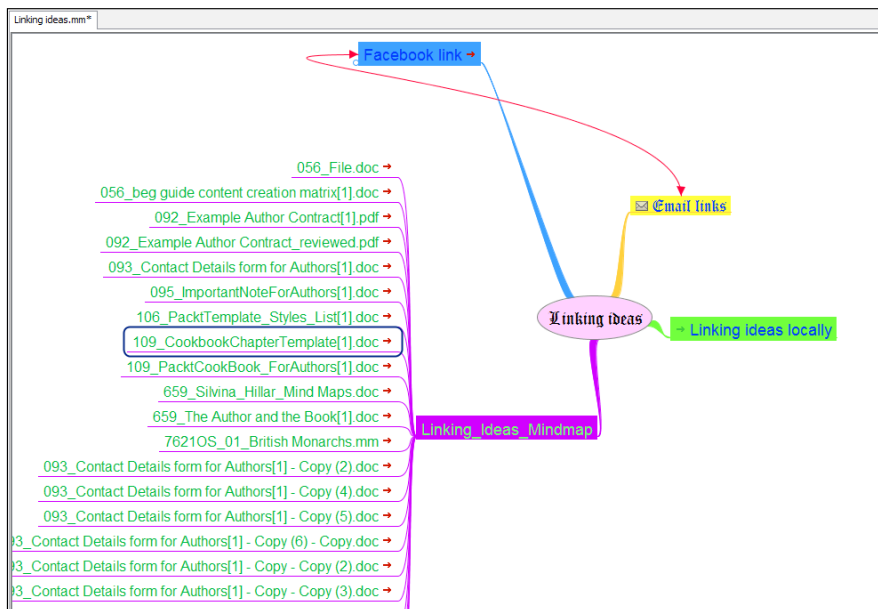 Linking ideas.mm*
Facebook link
056_File.doc
056_beg guide content creation matrix[1].doc
Email links
092_Example Author Contract[1].pdf
092_Example Author Contract_reviewed.pdf
093_Contact Details form for Authors[1].doc
095_ImportantNoteForAuthors[1].doc
106_PacktTemplate_Styles_List[1].doc
Linking ideas
Linking ideas locally
109_CookbookChapterTemplate[1].doc
109_PacktCookBook_ForAuthors[1].doc
659_Silvina_Hillar_Mind Maps.doc
659_The Author and the Book[1].doc
Linking_Ideas_Mindmap
7621OS_01_British Monarchs.mm
093_Contact Details form for Authors[1] - Copy (2).doc
093_Contact Details form for Authors[1] - Copy (4).doc
093_Contact Details form for Authors[1] - Copy (5).doc
93_Contact Details form for Authors[1] - Copy (6) - Copy.doc
93_Contact Details form for Authors[1] - Copy - Copy (2).doc
93_Contact Details form for Authors[1] - Copy - Copy (3).doc